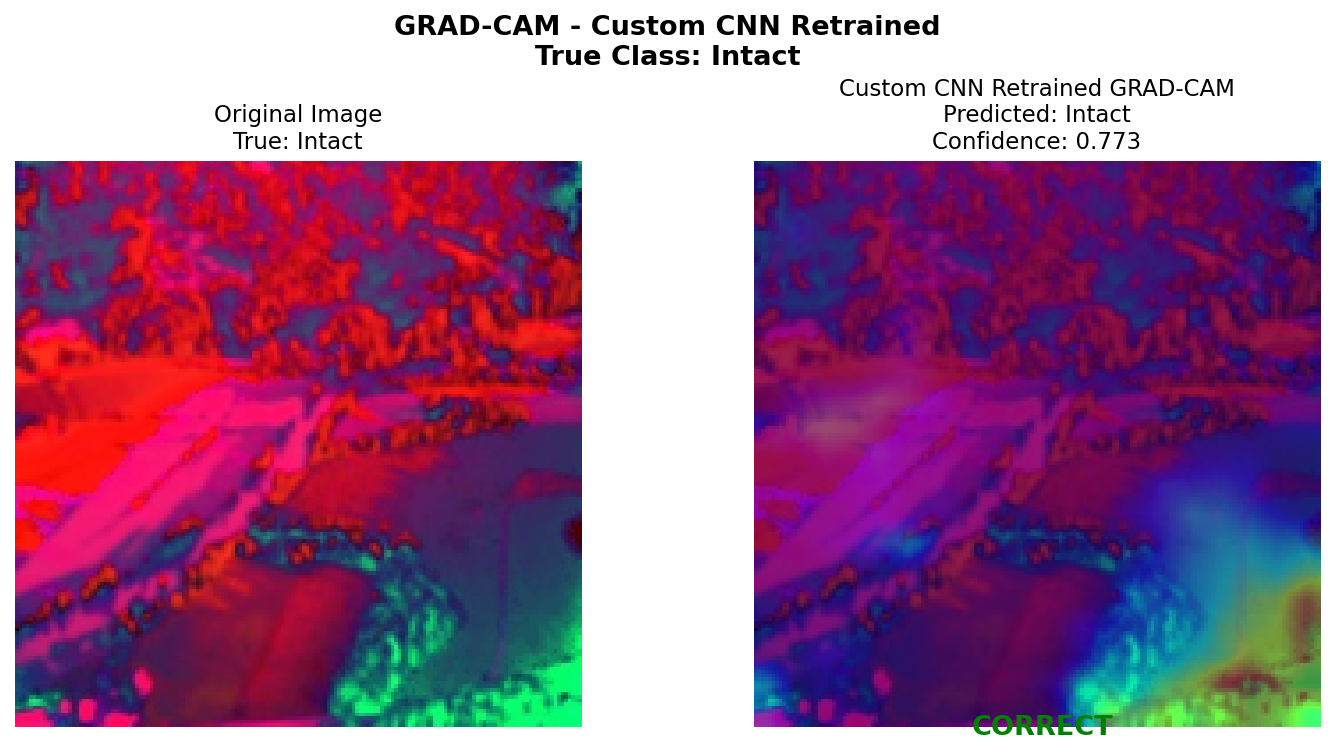 GRAD-CAM - Custom CNN Retrained
True Class: Intact
Original Image
True: Intact
Custom CNN Retrained GRAD-CAM
Predicted: Intact
Confidence: 0.773
CORRECT